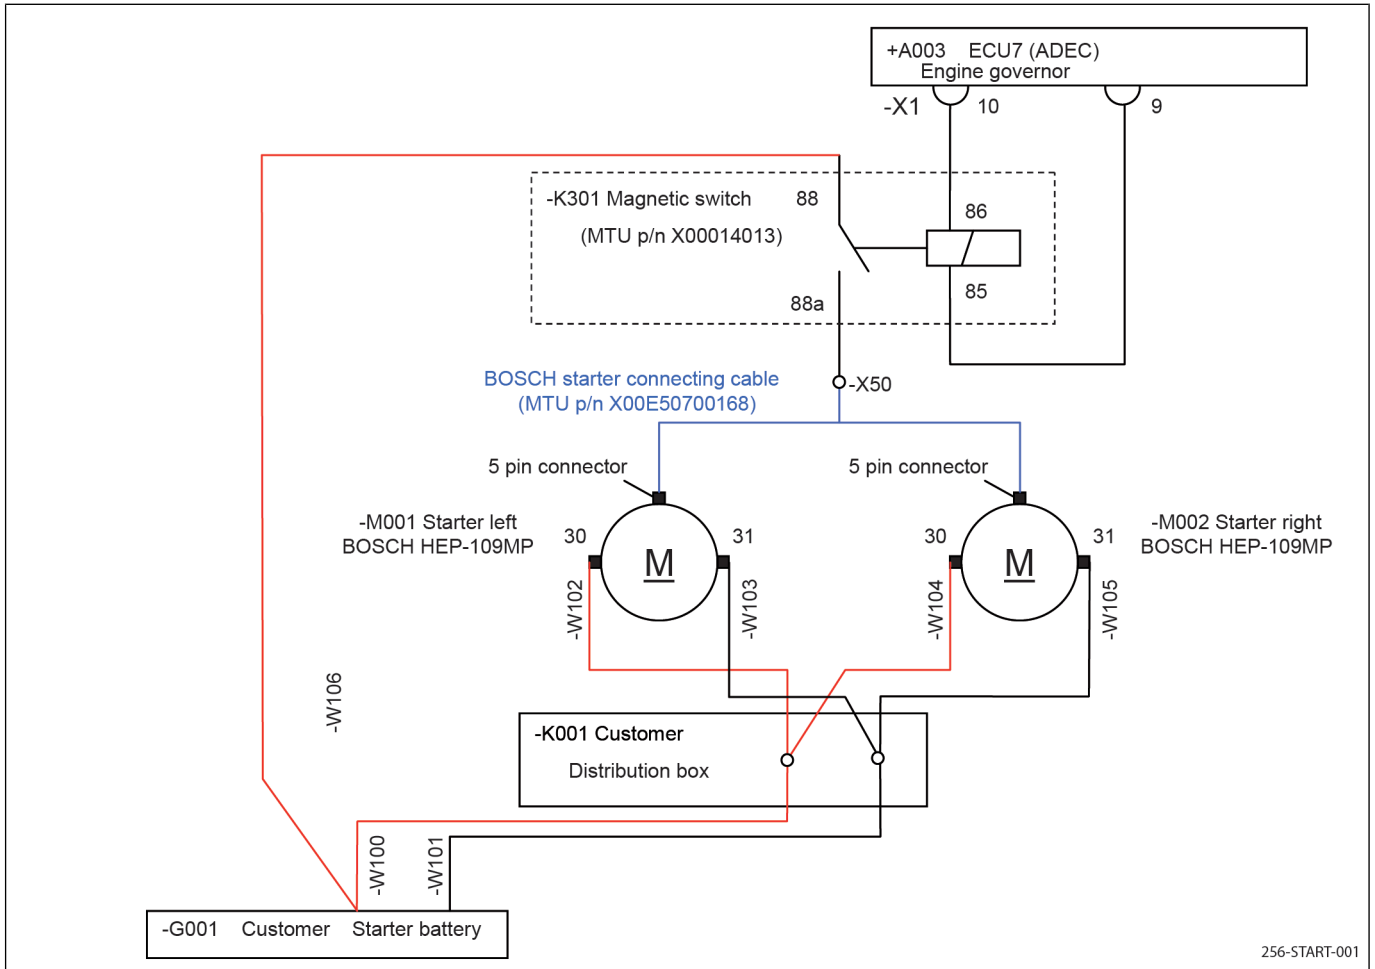 +A003 ECU7 (ADEC)
Engine governor
-X1 10 9
-K301 Magnetic switch 88
(MTU p/n X00014013)
86
85
88a
BOSCH starter connecting cable
(MTU p/n X00E50700168)
-X50
5 pin connector
5 pin connector
-M001 Starter left
BOSCH HEP-109MP
30
31
M
-W102
-W103
30
31
M
-W104
-W105
-M002 Starter right
BOSCH HEP-109MP
-W106
-K001 Customer
Distribution box
-W100
-W101
-G001 Customer Starter battery
256-START-001